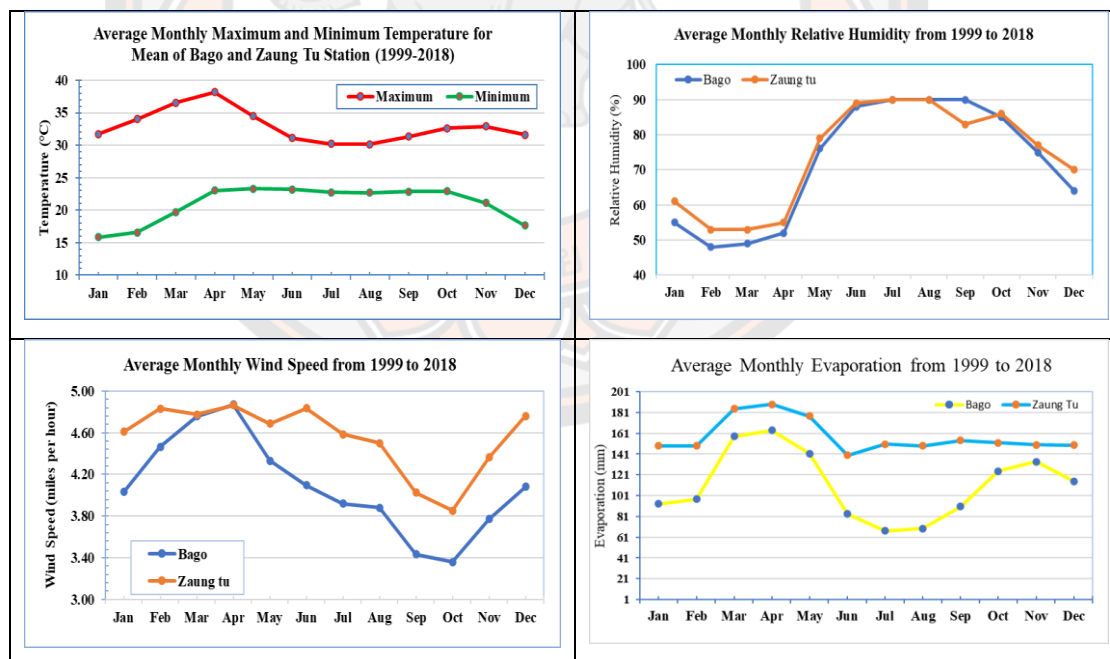 Average Monthly Maximum and Minimum Temperature for
Mean of Bago and Zaung Tu Station (1999-2018)
Maximum Minimum
Temperature (°C)
40
35
30
25
20
15
10
Jan Feb Mar Apr May Jun Jul Aug Sep Oct Nov Dec
Average Monthly Relative Humidity from 1999 to 2018
Bago Zaung tu
Relative Humidity (%)
100
90
80
70
60
50
40
Jan Feb Mar Apr May Jun Jul Aug Sep Oct Nov Dec
Average Monthly Wind Speed from 1999 to 2018
Wind Speed (miles per hour)
5.00
4.60
4.20
3.80
3.40
3.00
Bago
Zaung tu
Jan Feb Mar Apr May Jun Jul Aug Sep Oct Nov Dec
Average Monthly Evaporation from 1999 to 2018
Bago Zaung Tu
Evaporation (mm)
201
181
161
141
121
101
81
61
41
21
1
Jan Feb Mar Apr May Jun Jul Aug Sep Oct Nov Dec